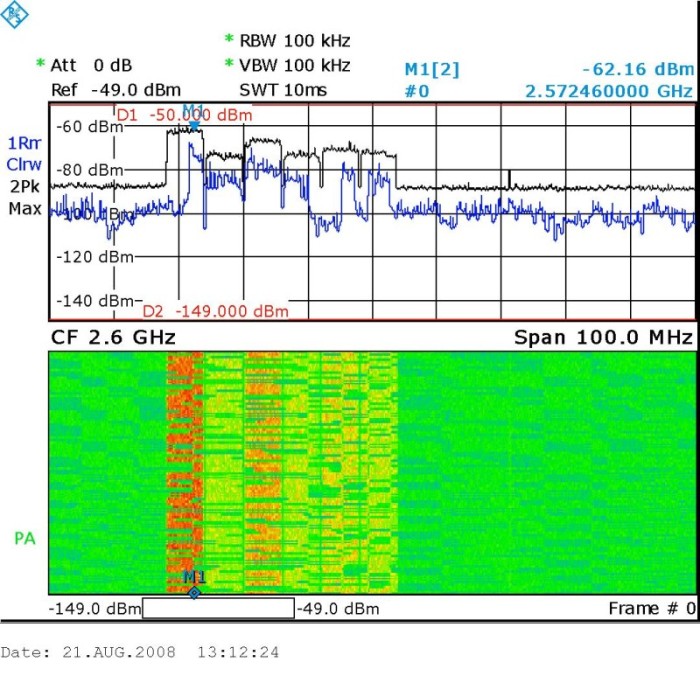 * RBW 100 kHz
* Att 0 dB * VBW 100 kHz M1[2] -62.16 dBm
Ref -49.0 dBm SWT 10ms #0 2.572460000 GHz
D1 -50.000 dBm
M1
-60 dBm
1Rm
Clrw
-80 dBm
2Pk
Max
-100 dBm
-120 dBm
-140 dBm
D2 -149.000 dBm
CF 2.6 GHz Span 100.0 MHz
PA
M1
-149.0 dBm -49.0 dBm Frame # 0
Date: 21.AUG.2008 13:12:24